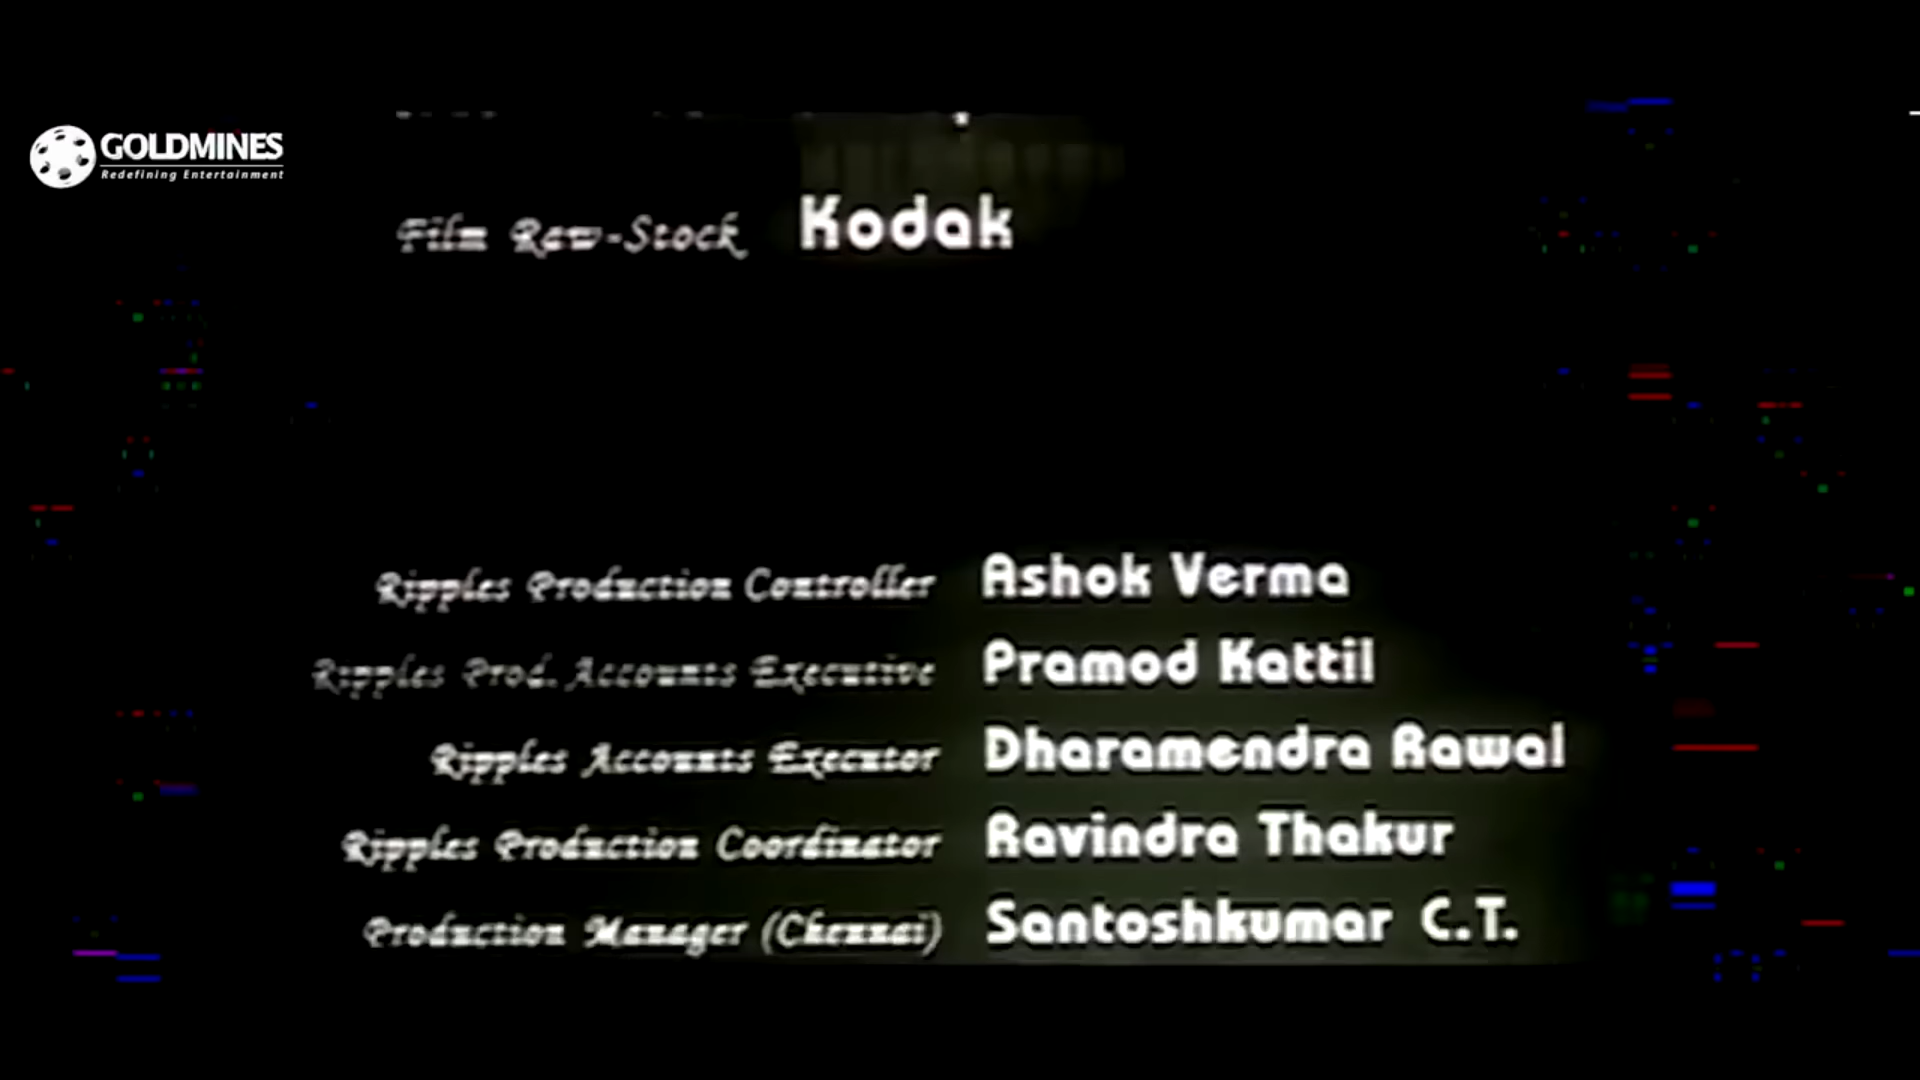 GOLDMINES
Redefining Entertainment
Film Raw-Stock Kodak
Ripples Production Controller Ashok Verma
Ripples Prod. Accounts Executive Pramod Kattil
Ripples Accounts Executor Dharamendra Rawal
Ripples Production Coordinator Ravindra Thakur
Production Manager (Chennai) Santoshkumar C.T.